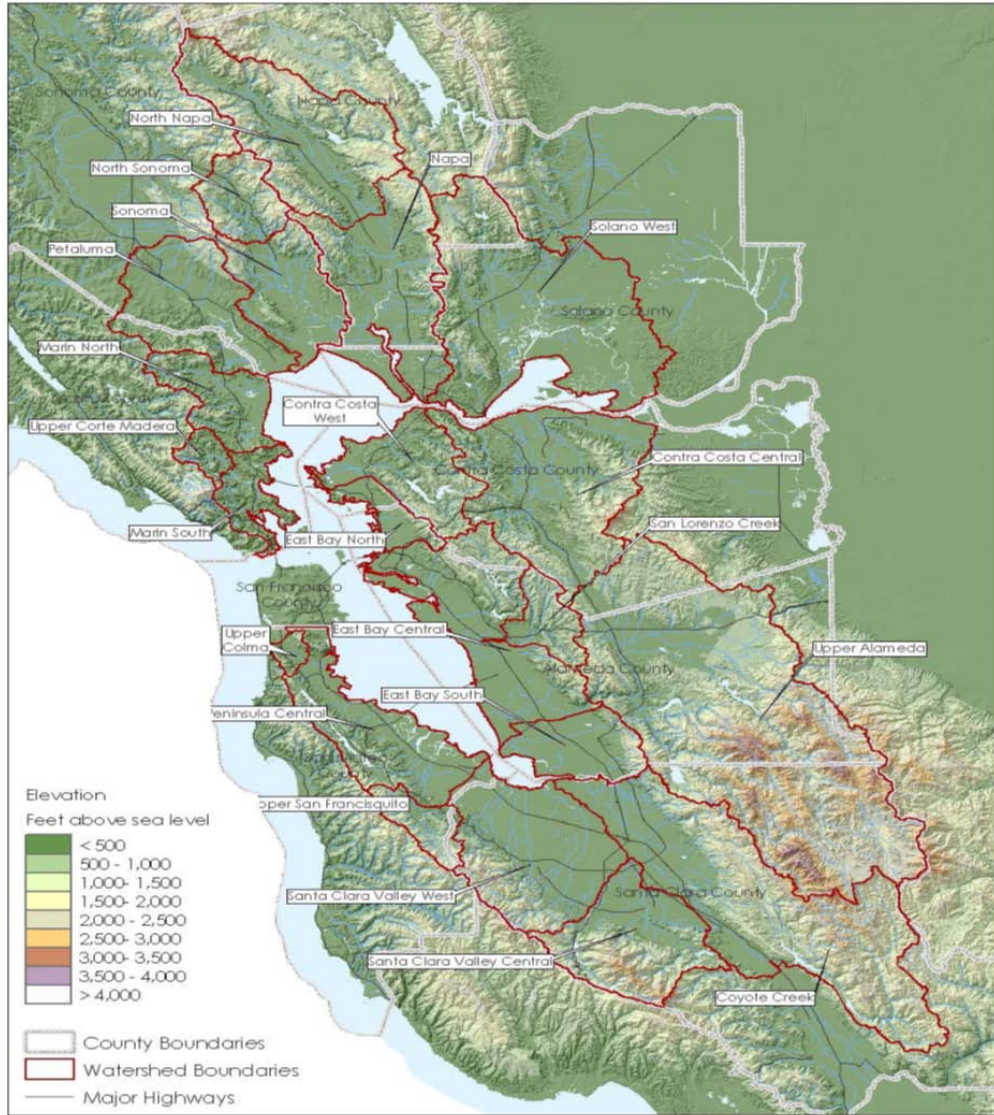 Sonoma County
Napa County
North Napa
Napa
North Sonoma
Sonoma
Solano West
Petaluma
Solano County
Marin North
Contra Costa
West
Upper Corte Madera
Contra Costa County
Contra Costa Central
San Lorenzo Creek
Marin South
East Bay North
San Francisco
County
East Bay Central
Upper
Colma
Upper Alameda
Alameda County
East Bay South
Peninsula Central
County
Upper San Francisquito
Elevation
Feet above sea level
< 500
500 - 1,000
1,000- 1,500
1,500- 2,000
2,000 - 2,500
2,500- 3,000
3,000- 3,500
3,500 - 4,000
> 4,000
Santa Clara County
Santa Clara Valley West
Santa Clara Valley Central
Coyote Creek
County Boundaries
Watershed Boundaries
Major Highways